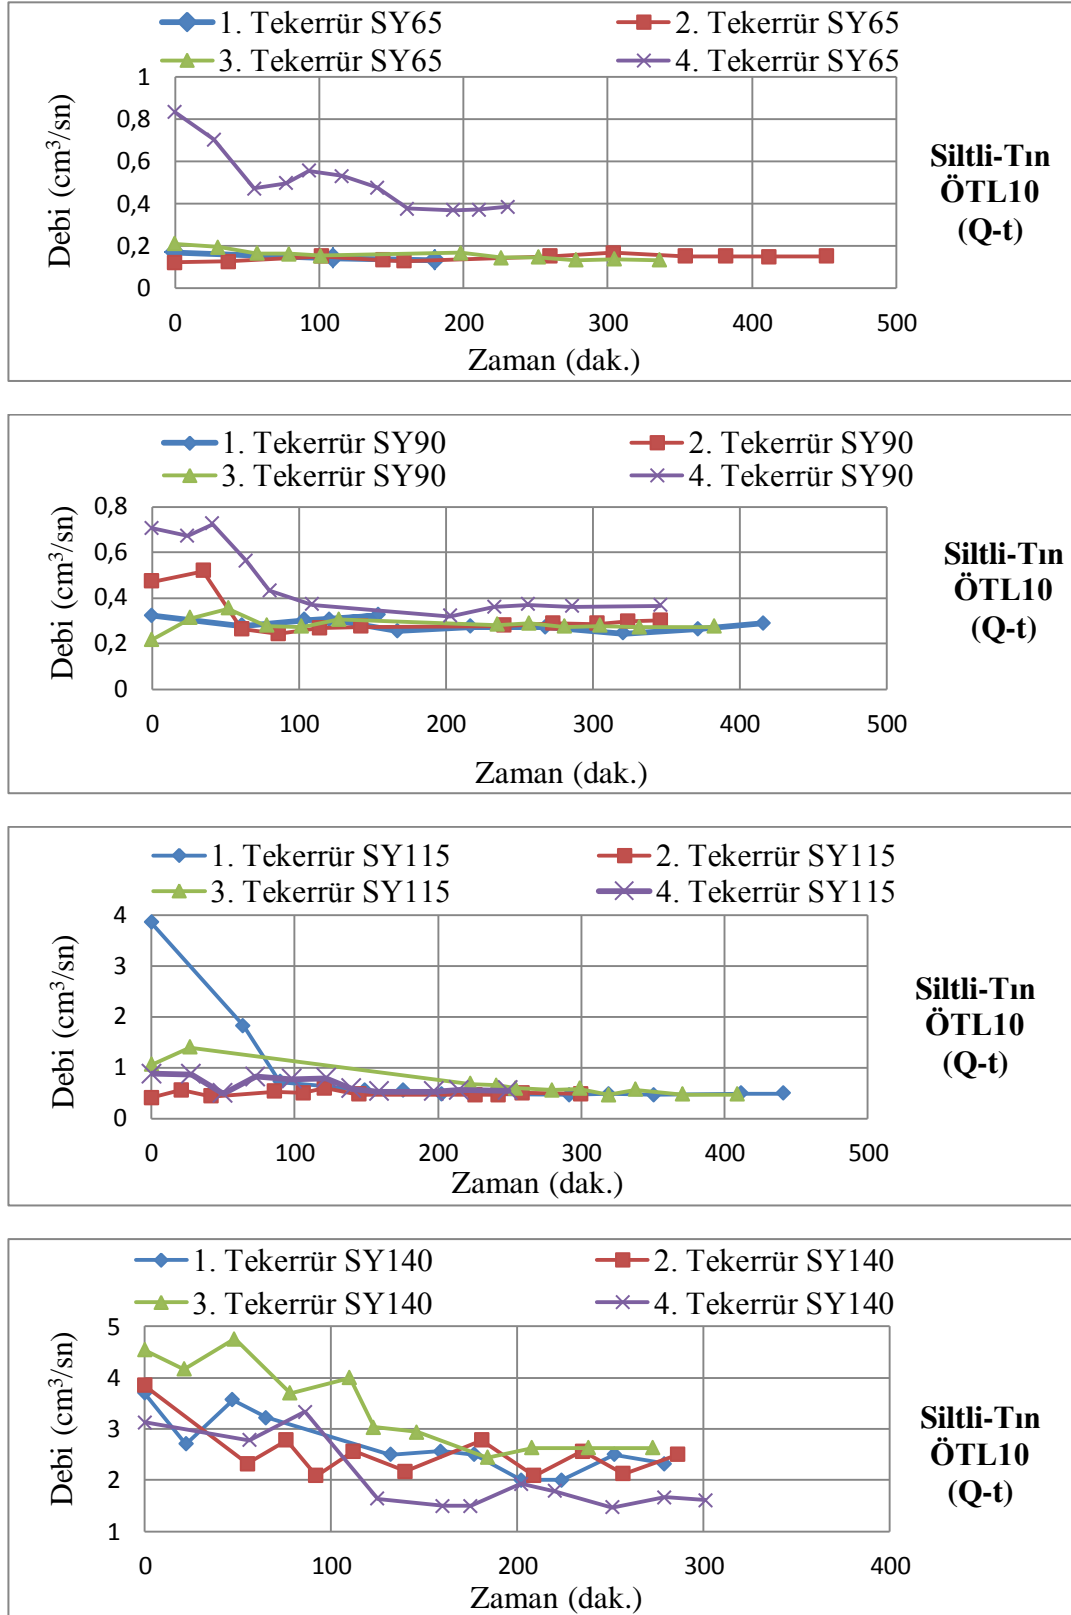 1. Tekerrür SY65 2. Tekerrür SY65
3. Tekerrür SY65 4. Tekerrür SY65
Debi (cm³/sn)
1
0,8
0,6
0,4
0,2
0
0 100 200 300 400 500
Zaman (dak.)
Siltli-Tın
ÖTL10
(Q-t)
1. Tekerrür SY90 2. Tekerrür SY90
3. Tekerrür SY90 4. Tekerrür SY90
Debi (cm³/sn)
0,8
0,6
0,4
0,2
0
0 100 200 300 400 500
Zaman (dak.)
Siltli-Tın
ÖTL10
(Q-t)
1. Tekerrür SY115 2. Tekerrür SY115
3. Tekerrür SY115 4. Tekerrür SY115
Debi (cm³/sn)
4
3
2
1
0
0 100 200 300 400 500
Zaman (dak.)
Siltli-Tın
ÖTL10
(Q-t)
1. Tekerrür SY140 2. Tekerrür SY140
3. Tekerrür SY140 4. Tekerrür SY140
Debi (cm³/sn)
5
4
3
2
1
0 100 200 300 400
Zaman (dak.)
Siltli-Tın
ÖTL10
(Q-t)